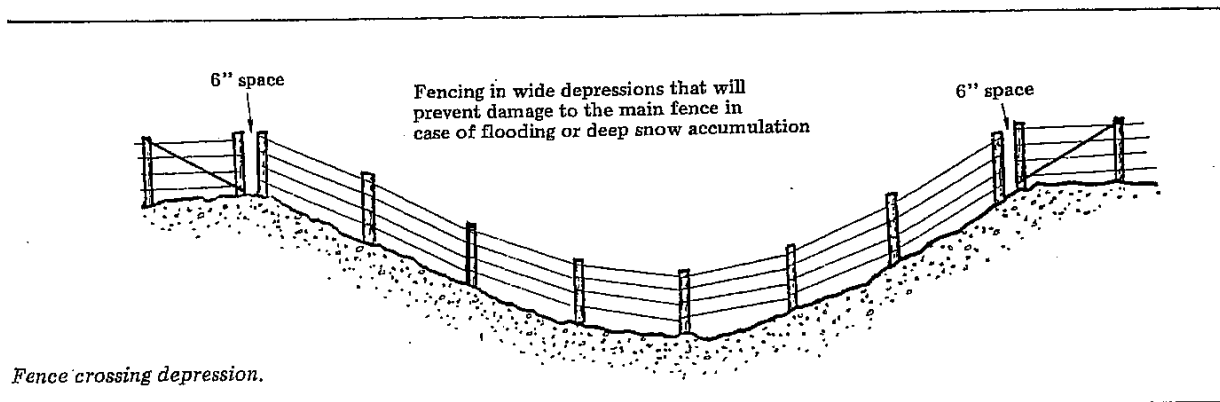 6" space
Fencing in wide depressions that will
prevent damage to the main fence in
case of flooding or deep snow accumulation
6" space
Fence crossing depression.